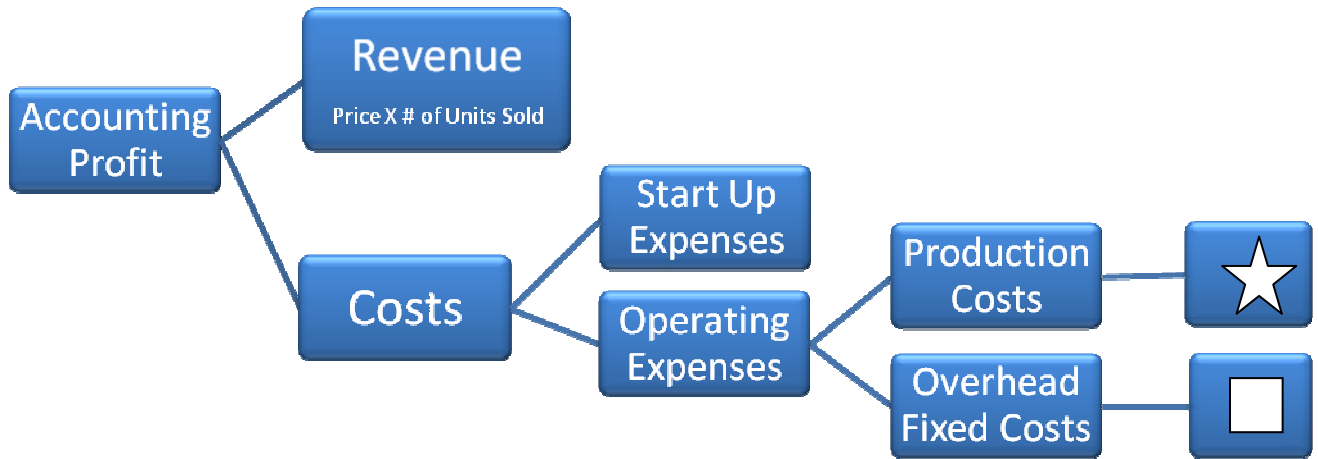 Accounting
Profit
Revenue
Price X # of Units Sold
Costs
Start Up
Expenses
Operating
Expenses
Production
Costs
Overhead
Fixed Costs